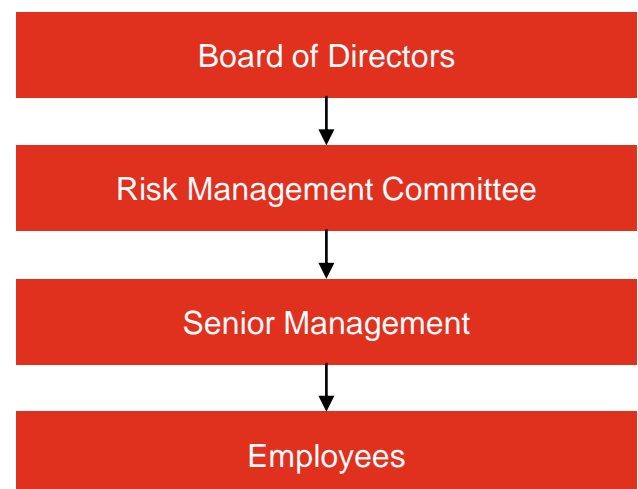 Board of Directors
Risk Management Committee
Senior Management
Employees